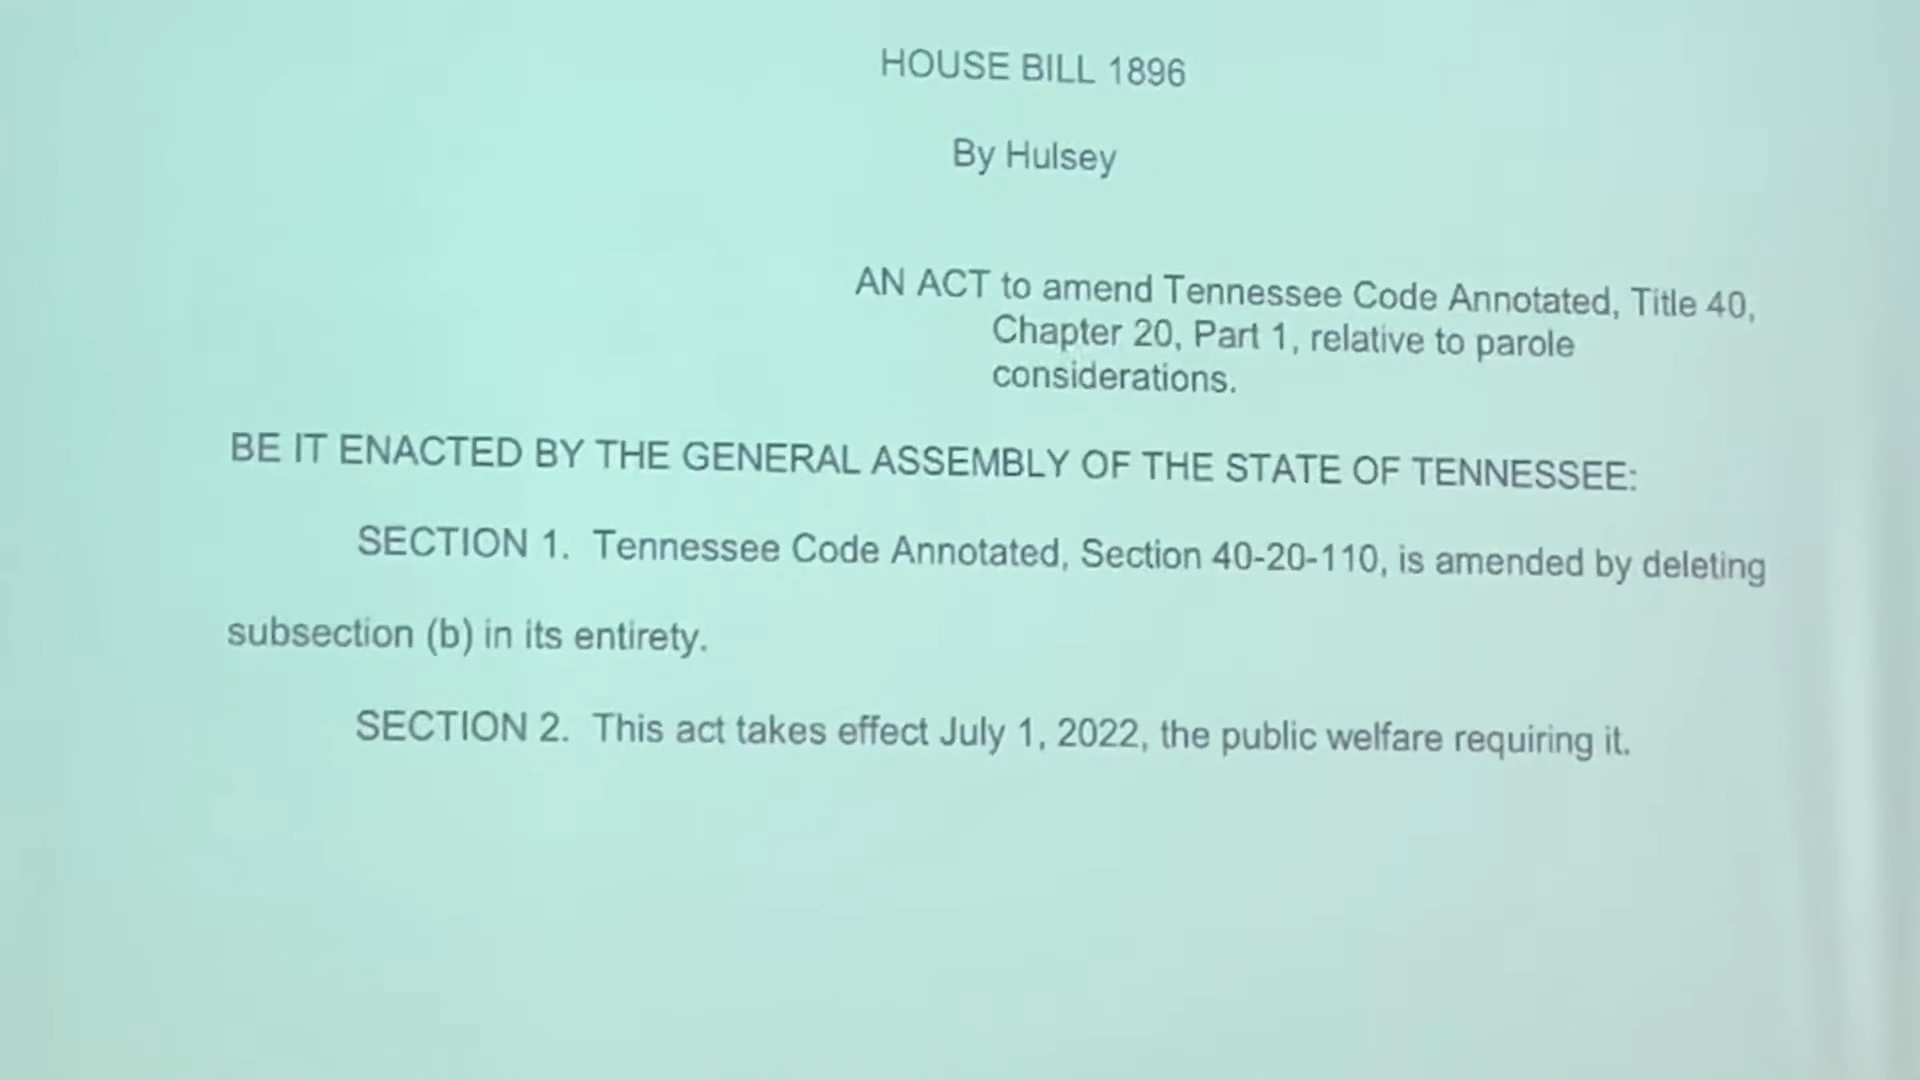 HOUSE BILL 1896
By Hulsey
AN ACT to amend Tennessee Code Annotated, Title 40,
Chapter 20, Part 1, relative to parole
considerations.
BE IT ENACTED BY THE GENERAL ASSEMBLY OF THE STATE OF TENNESSEE:
SECTION 1. Tennessee Code Annotated, Section 40-20-110, is amended by deleting
subsection (b) in its entirety.
SECTION 2. This act takes effect July 1, 2022, the public welfare requiring it.